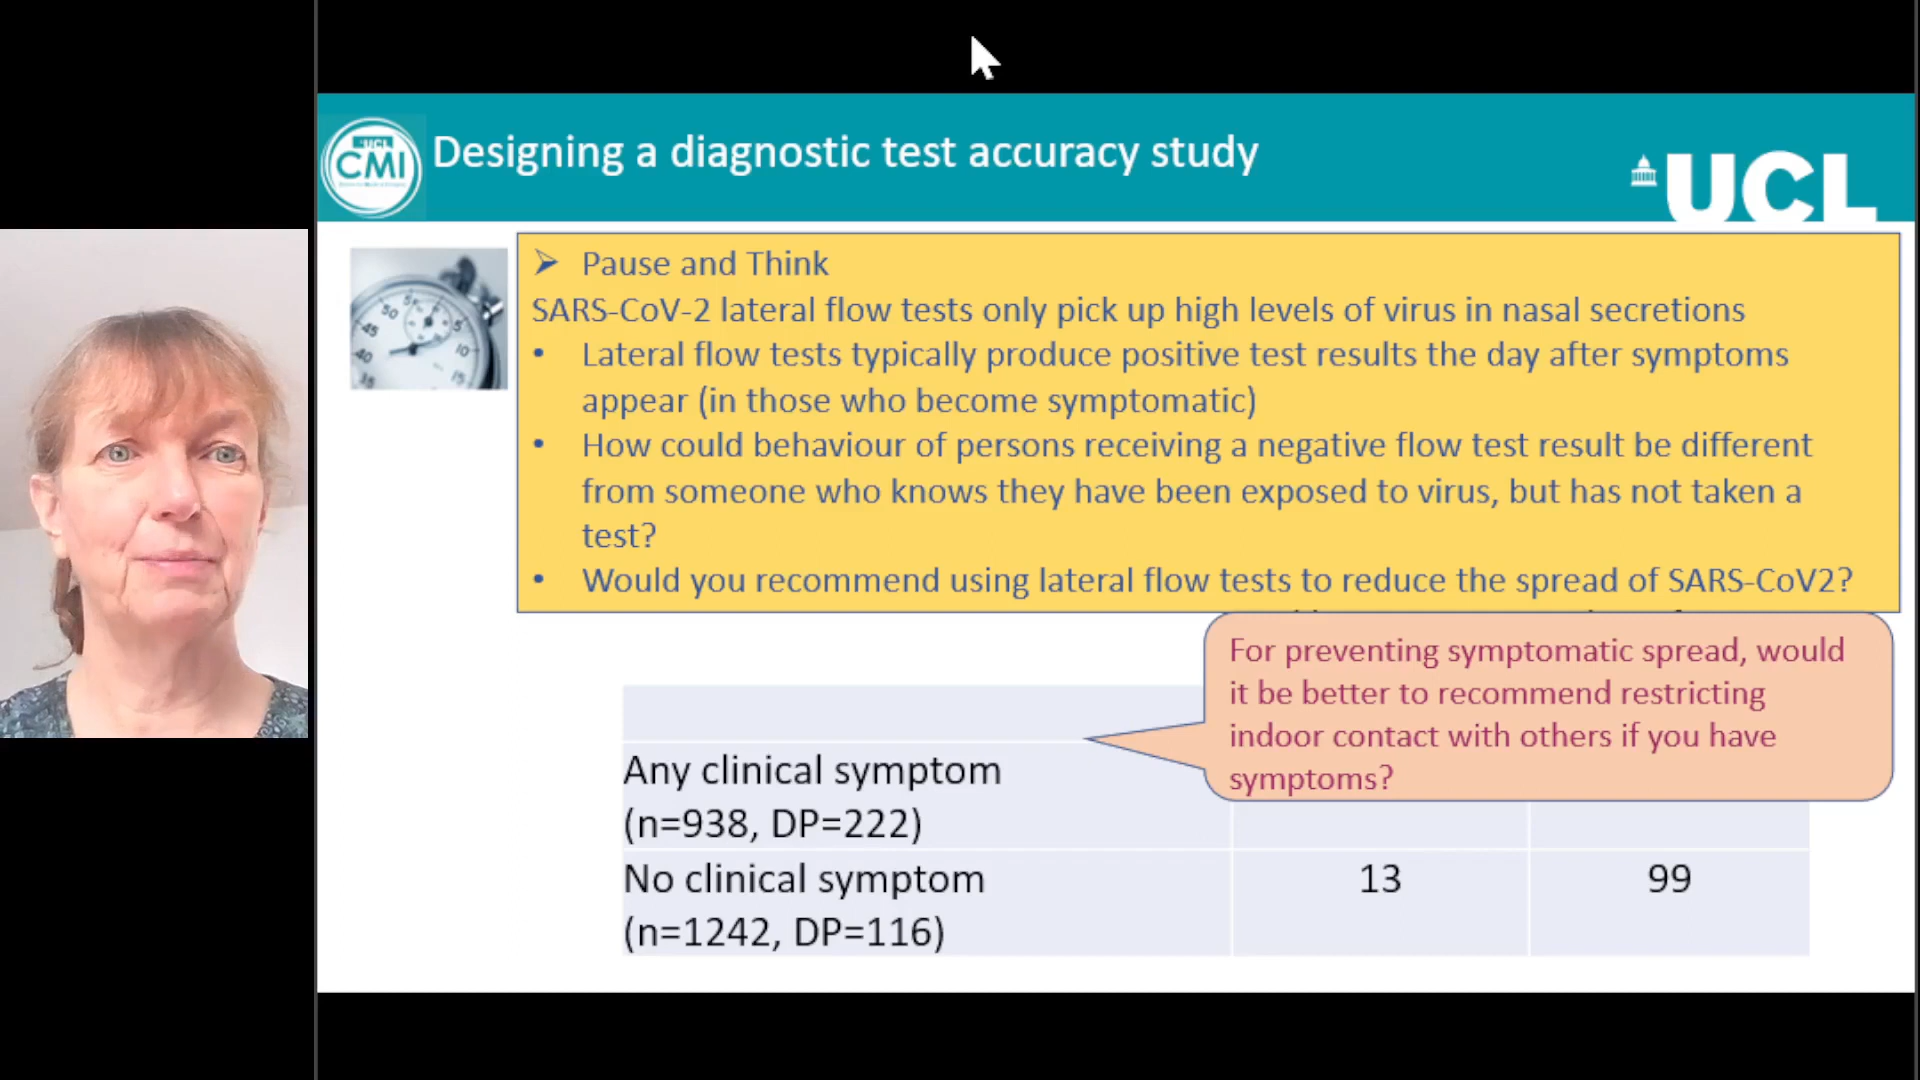 UCL
CMI
Designing a diagnostic test accuracy study
UCL
➢ Pause and Think
SARS-CoV-2 lateral flow tests only pick up high levels of virus in nasal secretions
• Lateral flow tests typically produce positive test results the day after symptoms
appear (in those who become symptomatic)
• How could behaviour of persons receiving a negative flow test result be different
from someone who knows they have been exposed to virus, but has not taken a
test?
• Would you recommend using lateral flow tests to reduce the spread of SARS-CoV2?
For preventing symptomatic spread, would
it be better to recommend restricting
indoor contact with others if you have
symptoms?
Any clinical symptom
(n=938, DP=222)
No clinical symptom 13 99
(n=1242, DP=116)